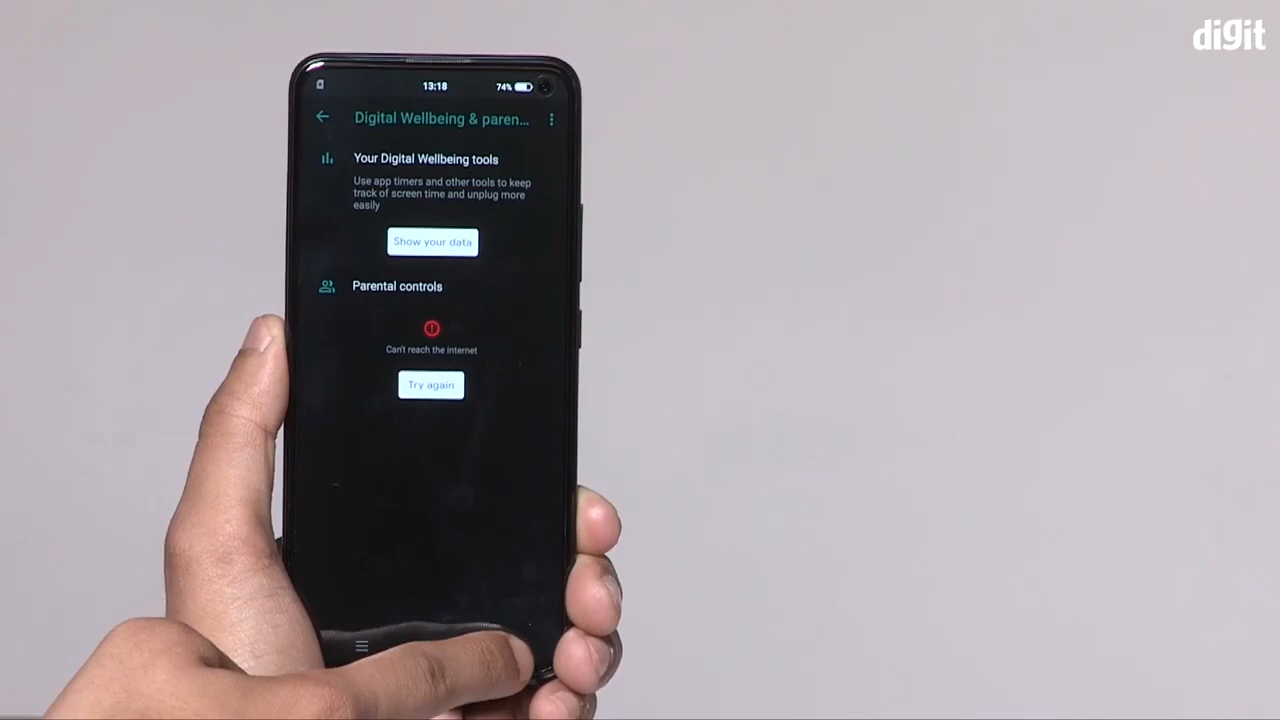 digit
13:18
74%
Digital Wellbeing & paren...
Your Digital Wellbeing tools
Use app timers and other tools to keep
track of screen time and unplug more
easily
Show your data
Parental controls
Can't reach the internet
Try again